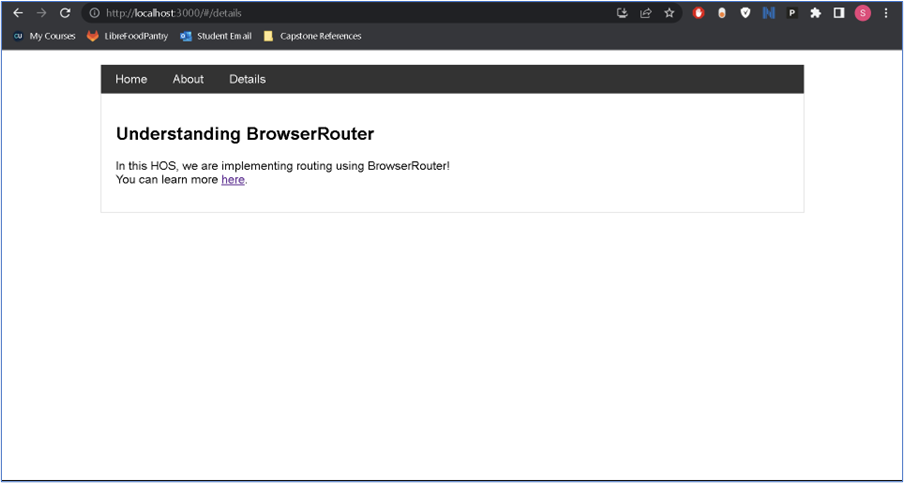 http://localhost:3000/#/details
N P S
CU My Courses LibreFoodPantry Student Email Capstone References
Home About Details
Understanding BrowserRouter
In this HOS, we are implementing routing using BrowserRouter!
You can learn more here.